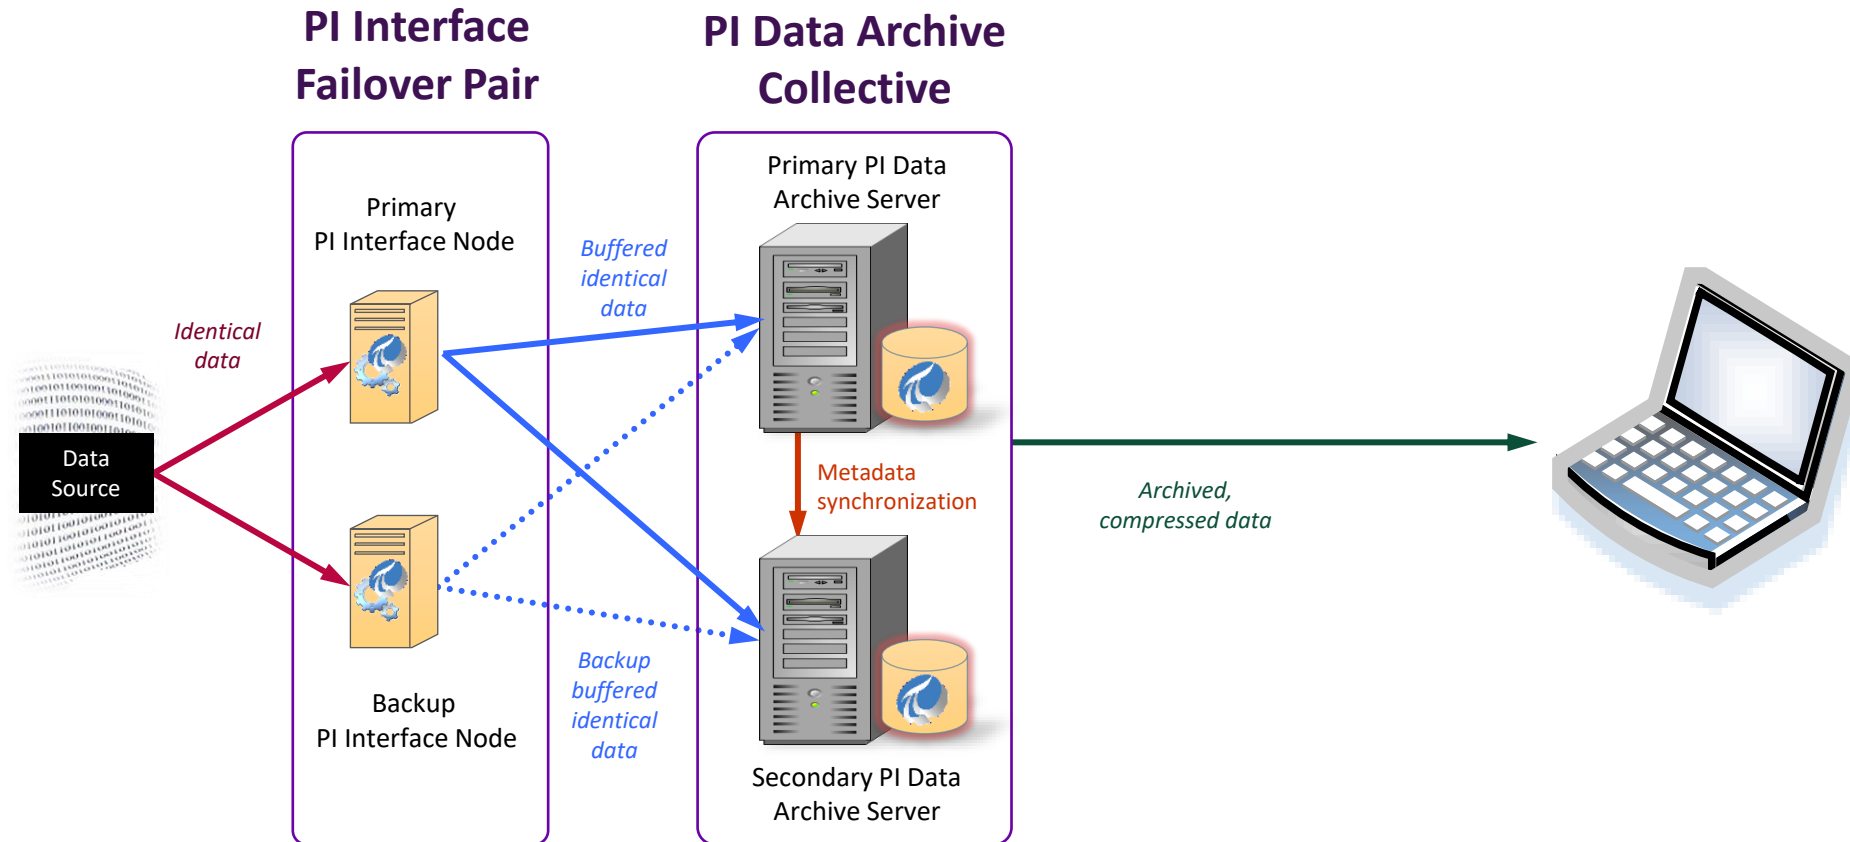 PI Interface
Failover Pair
PI Data Archive
Collective
Primary
PI Interface Node
Primary PI Data
Archive Server
Buffered
identical
data
Identical
data
Data
Source
Metadata
synchronization
Archived,
compressed data
Backup
buffered
identical
data
Backup
PI Interface Node
Secondary PI Data
Archive Server